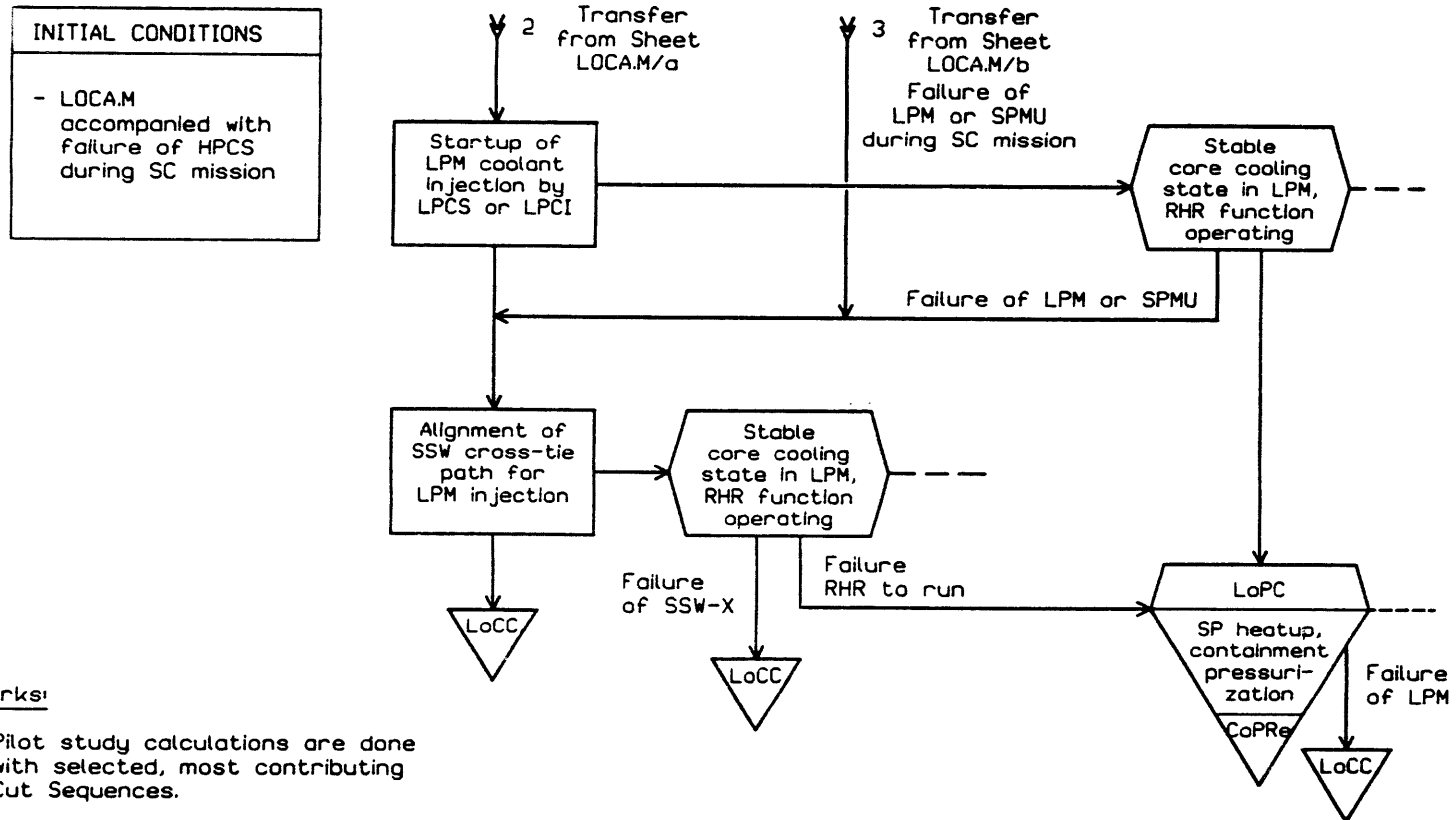 INITIAL CONDITIONS
- LOCA.M
accompanied with
failure of HPCS
during SC mission
2
Transfer
from Sheet
LOCA.M/a
3
Transfer
from Sheet
LOCA.M/b
Failure of
LPM or SPMU
during SC mission
Startup of
LPM coolant
injection by
LPCS or LPCI
Stable
core cooling
state in LPM,
RHR function
operating
Failure of LPM or SPMU
Alignment of
SSW cross-tie
path for
LPM injection
Stable
core cooling
state in LPM,
RHR function
operating
LoCC
Failure
of SSW-X
LoCC
Failure
RHR to run
LoPC
SP heatup,
containment
pressuri-
zation
CoPRe
Failure
of LPM
LoCC
rks:
Pilot study calculations are done
with selected, most contributing
Cut Sequences.